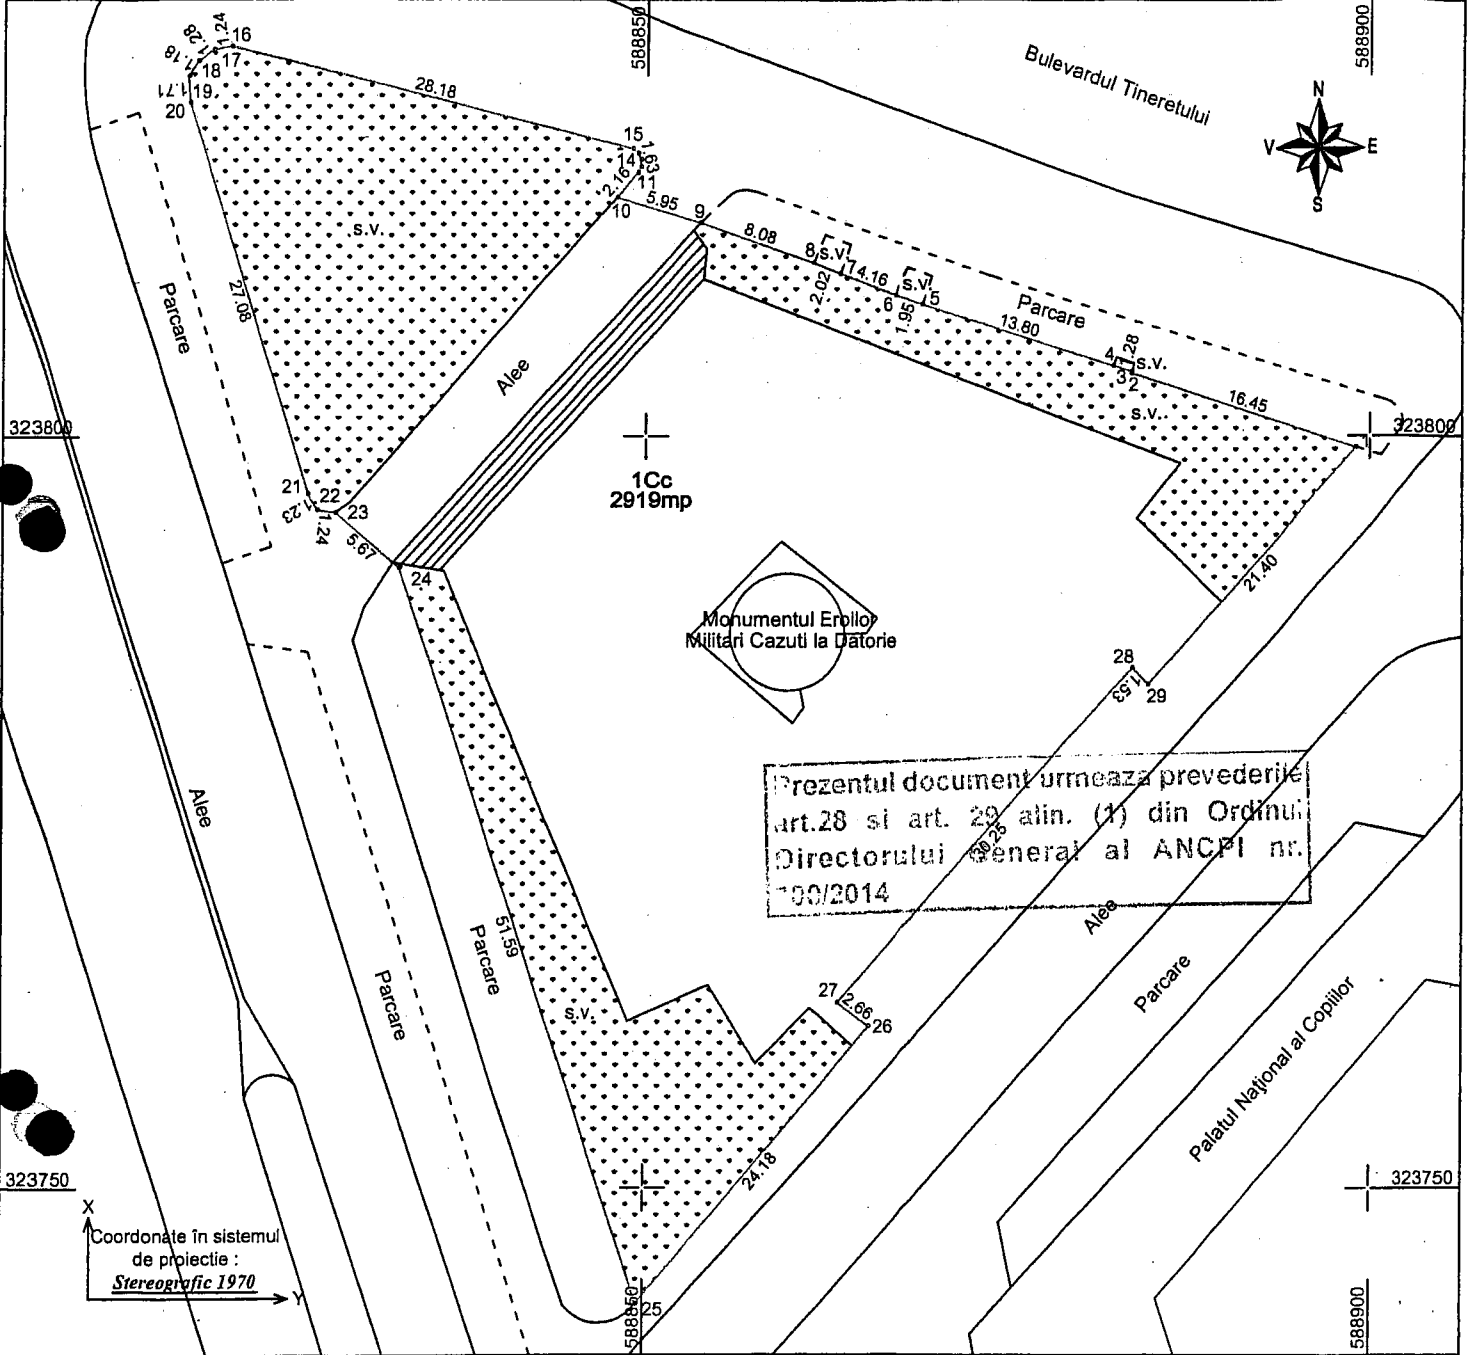 588850
588900
Bulevardul Tineretului
N
V
E
S
1.24
16
1.28
17
1.78
18
1.71
19
20
28.18
15
1.63
14
11
2.16
10
5.95
9
8.08
8
s.v.
7
2.02
4.16
s.v.
6
5
1.95
13.80
Parcare
4
1.28
s.v.
3
2
16.45
s.v.
s.v.
Parcare
27.08
Alee
323800
323800
1Cc
2919mp
21
22
23
1.23
1.24
5.67
24
21.40
Monumentul Eroilor
Militari Cazuti la Datorie
28
1.53
29
Prezentul document urmeaza prevederile
art.28 si art. 29 alin. (1) din Ordinul
30.25
Directorului General al ANCPI nr.
00/2014
Alee
Alee
51.59
Parcare
Parcare
s.v.
27
2.66
26
Parcare
Palatul Național al Copiilor
24.18
323750
323750
X
Coordonate în sistemul
de proiectie :
Stereografic 1970
Y
25
588850
588900